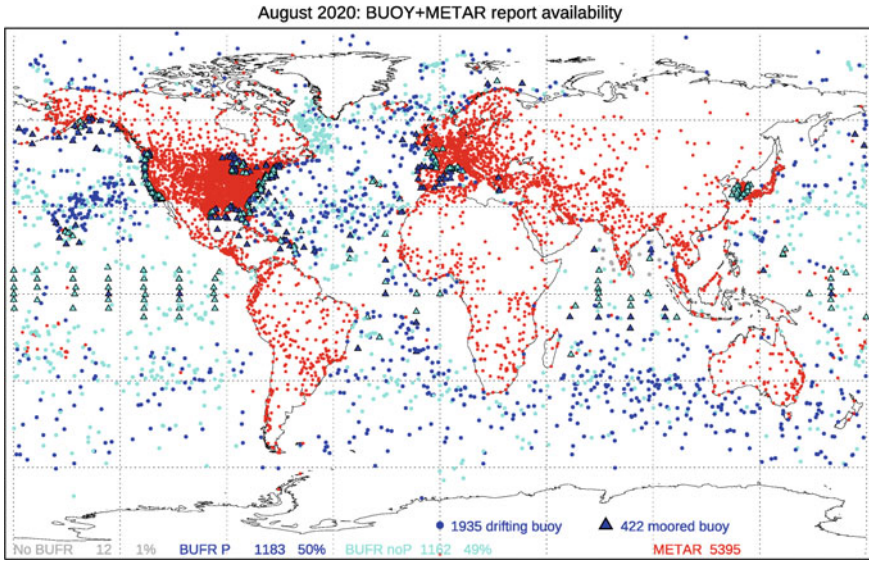 August 2020: BUOY+METAR report availability
1935 drifting buoy 422 moored buoy
No BUFR 12 1% BUFR P 1183 50% BUFR noP 1162 49% METAR 5395